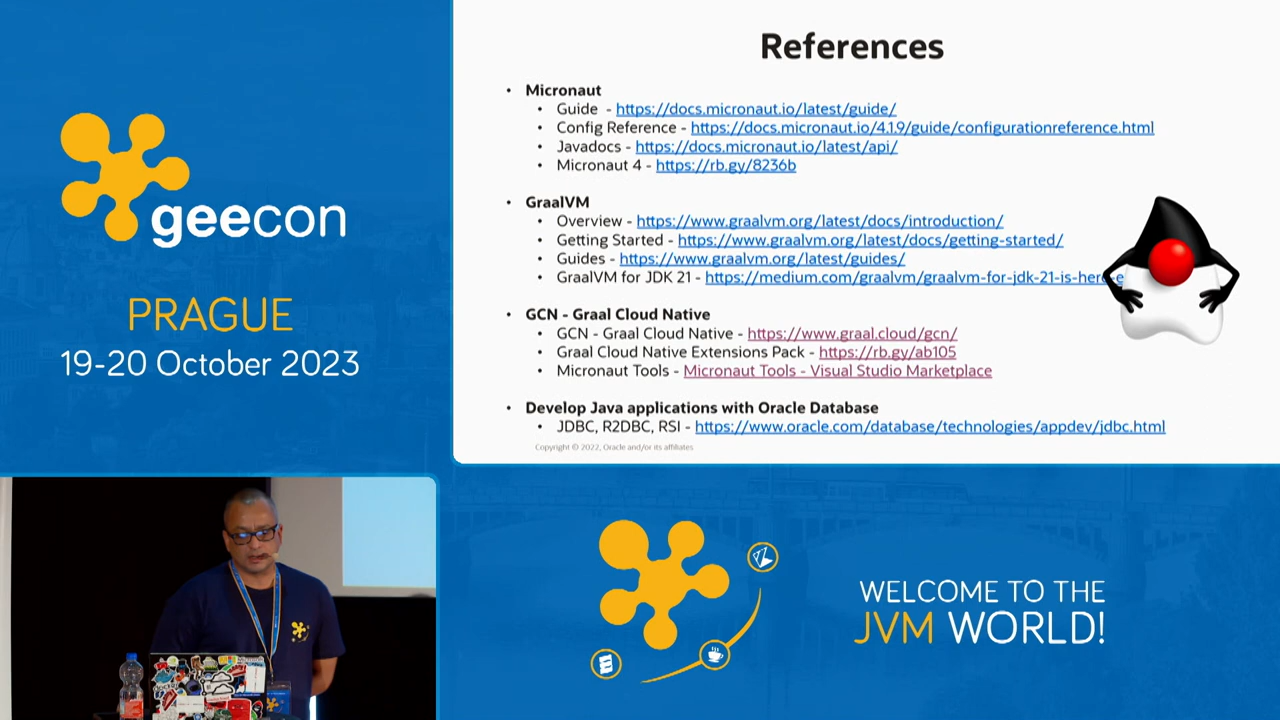 geecon
PRAGUE
19-20 October 2023
References
• Micronaut
• Guide - https://docs.micronaut.io/latest/guide/
• Config Reference - https://docs.micronaut.io/4.1.9/guide/configurationreference.html
• Javadocs - https://docs.micronaut.io/latest/api/
• Micronaut 4 - https://rb.gy/8236b
• GraalVM
• Overview - https://www.graalvm.org/latest/docs/introduction/
• Getting Started - https://www.graalvm.org/latest/docs/getting-started/
• Guides - https://www.graalvm.org/latest/guides/
• GraalVM for JDK 21 - https://medium.com/graalvm/graalvm-for-jdk-21-is-here-e
• GCN - Graal Cloud Native
• GCN - Graal Cloud Native - https://www.graal.cloud/gcn/
• Graal Cloud Native Extensions Pack - https://rb.gy/ab105
• Micronaut Tools - Micronaut Tools - Visual Studio Marketplace
• Develop Java applications with Oracle Database
• JDBC, R2DBC, RSI - https://www.oracle.com/database/technologies/appdev/jdbc.html
Copyright © 2022, Oracle and/or its affiliates
WELCOME TO THE
JVM WORLD!